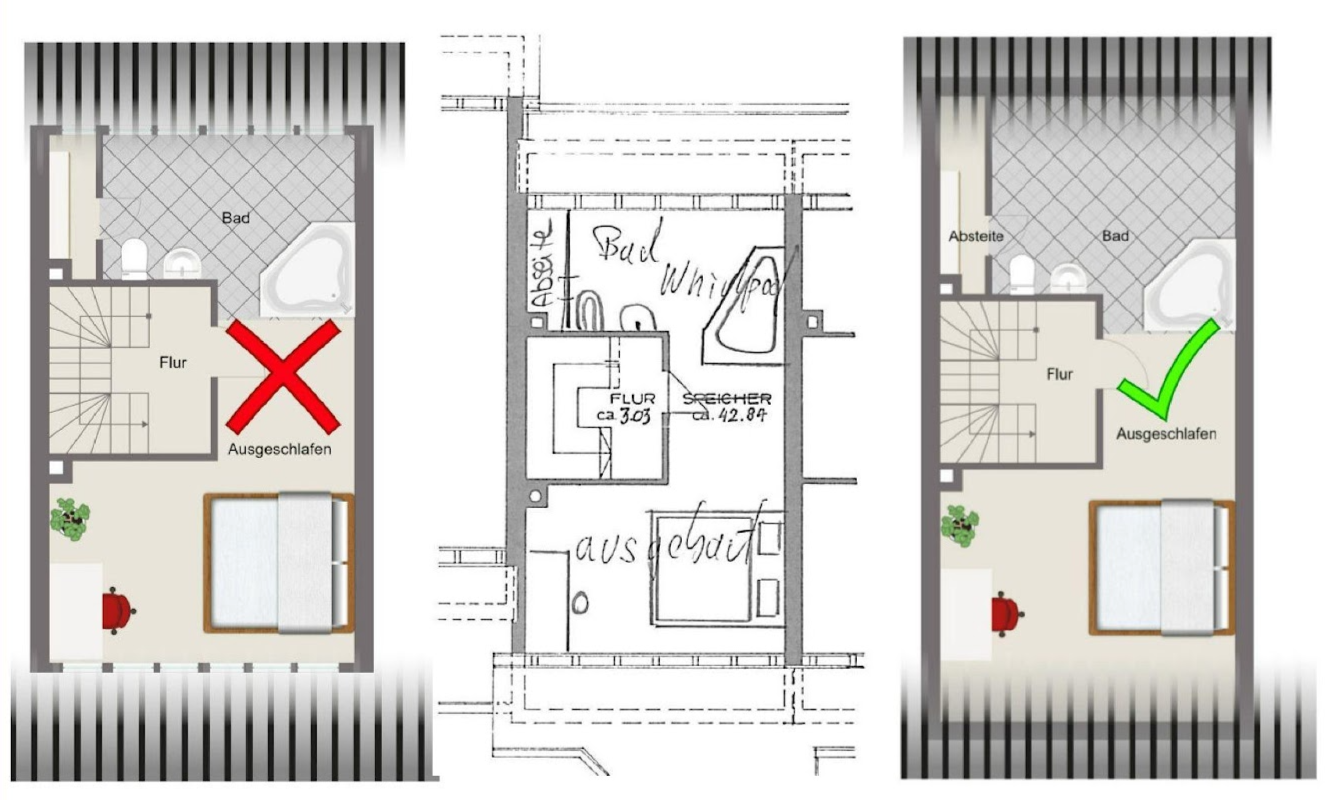 Bad
Flur
Ausgeschlafen
Abseite
Bad
Whirlpool
FLUR
ca. 3.03
SPEICHER
ca. 42.84
ausgebaut
Absteite
Bad
Flur
Ausgeschlafen